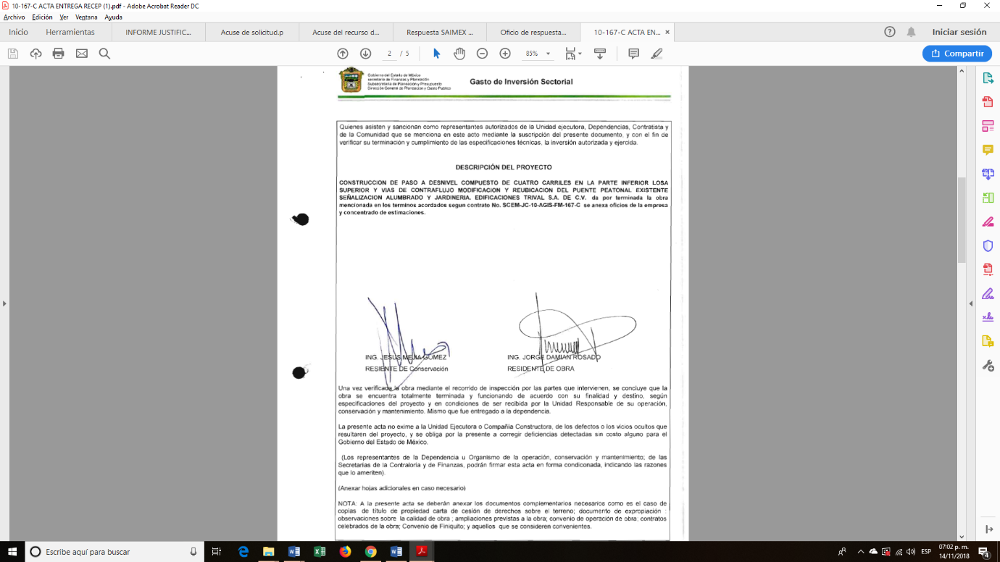 10-167-C ACTA ENTREGA RECEP (1).pdf - Adobe Acrobat Reader DC
Archivo Edición Ver Ventana Ayuda
Inicio Herramientas INFORME JUSTIFIC... Acuse de solicitud.p Acuse del recurso d... Respuesta SAIMEX ... Oficio de respuesta... 10-167-C ACTA EN... × Iniciar sesión
2 / 5 85% Compartir
Gobierno del Estado de México
secretaria de Finanzas y Planeación
Subsecretaria de Planeación y Presupuesto
Dirección General de Planeación y Gasto Publico
Gasto de Inversión Sectorial
Quienes asisten y sancionan como representantes autorizados de la Unidad ejecutora, Dependencias, Contratista y
de la Comunidad que se menciona en este acto mediante la suscripción del presente documento, y con el fin de
verificar su terminación y cumplimiento de las especificaciones técnicas, la inversión autorizada y ejercida.
DESCRIPCIÓN DEL PROYECTO
CONSTRUCCION DE PASO A DESNIVEL COMPUESTO DE CUATRO CARRILES EN LA PARTE INFERIOR LOSA
SUPERIOR Y VIAS DE CONTRAFLUJO MODIFICACION Y REUBICACION DEL PUENTE PEATONAL EXISTENTE
SEÑALIZACION ALUMBRADO Y JARDINERIA. EDIFICACIONES TRIVAL S.A. DE C.V. da por terminada la obra
mencionada en los terminos acordados segun contrato No. SCEM-JC-10-AGIS-FM-167-C se anexa oficios de la empresa
y concentrado de estimaciones.
ING. JESUS MEJIA GOMEZ ING. JORGE DAMIAN ROSADO
RESIENTE DE Conservación RESIDENTE DE OBRA
Una vez verificada la obra mediante el recorrido de inspección por las partes que intervienen, se concluye que la
obra se encuentra totalmente terminada y funcionando de acuerdo con su finalidad y destino, según
especificaciones del proyecto y en condiciones de ser recibida por la Unidad Responsable de su operación,
conservación y mantenimiento. Mismo que fue entregado a la dependencia.
La presente acta no exime a la Unidad Ejecutora o Compañía Constructora, de los defectos o los vicios ocultos que
resultaren del proyecto, y se obliga por la presente a corregir deficiencias detectadas sin costo alguno para el
Gobierno del Estado de México.
(Los representantes de la Dependencia u Organismo de la operación, conservación y mantenimiento; de las
Secretarías de la Contraloría y de Finanzas, podrán firmar esta acta en forma condiconada, indicando las razones
que lo ameriten).
(Anexar hojas adicionales en caso necesario)
NOTA: A la presente acta se deberán anexar los documentos complementarios necesarios como es el caso de
copias de título de propiedad carta de cesión de derechos sobre el terreno; documento de expropiación ;
observaciones sobre la calidad de obra ; ampliaciones previstas a la obra; convenio de operación de obra; contratos
celebrados de la obra; Convenio de Finiquito; y aquellos que se consideren convenientes.
Escribe aquí para buscar ESP 07:02 p. m.
14/11/2018 4